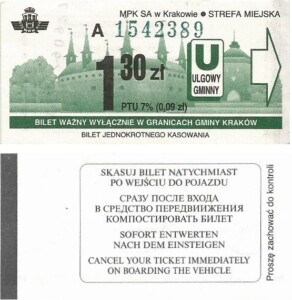 MPK SA w Krakowie • STREFA MIEJSKA
A 1542389
1 30 zł
U
ULGOWY
GMINNY
PTU 7% (0,09 zł)
BILET WAŻNY WYŁĄCZNIE W GRANICACH GMINY KRAKÓW
BILET JEDNOKROTNEGO KASOWANIA
SKASUJ BILET NATYCHMIAST
PO WEJŚCIU DO POJAZDU
СРАЗУ ПОСЛЕ ВХОДА
В СРЕДСТВО ПЕРЕДВИЖЕНИЯ
КОМПОСТИРОВАТЬ БИЛЕТ
SOFORT ENTWERTEN
NACH DEM EINSTEIGEN
CANCEL YOUR TICKET IMMEDIATELY
ON BOARDING THE VEHICLE
Proszę zachować do kontroli